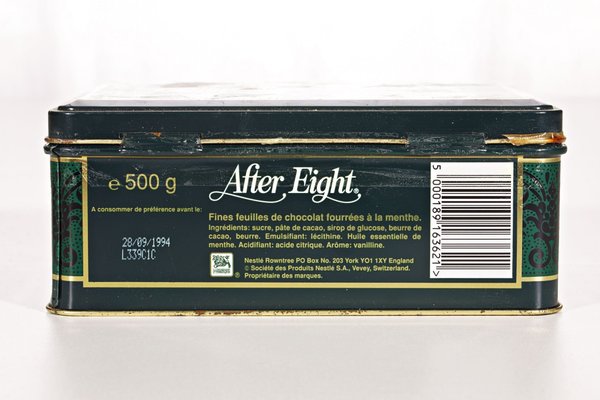 e 500 g
After Eight®
A consommer de préférence avant le:
28/09/1994
L339C1C
Fines feuilles de chocolat fourrées à la menthe.
Ingrédients: sucre, pâte de cacao, sirop de glucose, beurre de
cacao, beurre. Emulsifiant: lécithine. Huile essentielle de
menthe. Acidifiant: acide citrique. Arôme: vanilline.
Nestlé Rowntree PO Box No. 203 York YO1 1XY England
© Société des Produits Nestlé S.A., Vevey, Switzerland.
® Propriétaire des marques.
5 000189 163621>